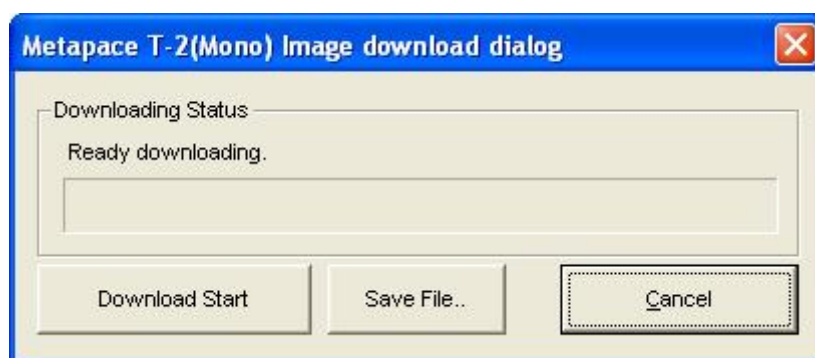 Metapace T-2(Mono) Image download dialog
Downloading Status
Ready downloading.
Download Start
Save File..
Cancel